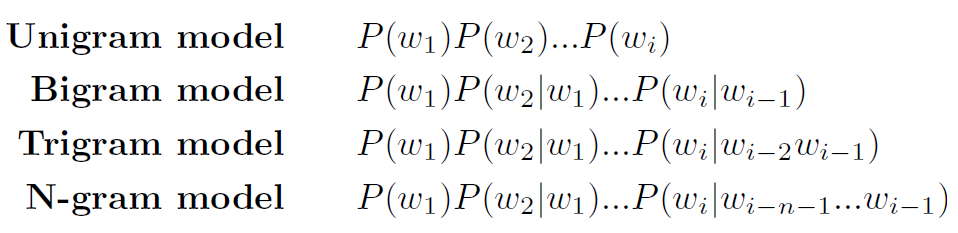 Unigram model P(w₁)P(w₂)...P(wᵢ)
Bigram model P(w₁)P(w₂|w₁)...P(wᵢ|wᵢ₋₁)
Trigram model P(w₁)P(w₂|w₁)...P(wᵢ|wᵢ₋₂wᵢ₋₁)
N-gram model P(w₁)P(w₂|w₁)...P(wᵢ|wᵢ₋ₙ₋₁...wᵢ₋₁)